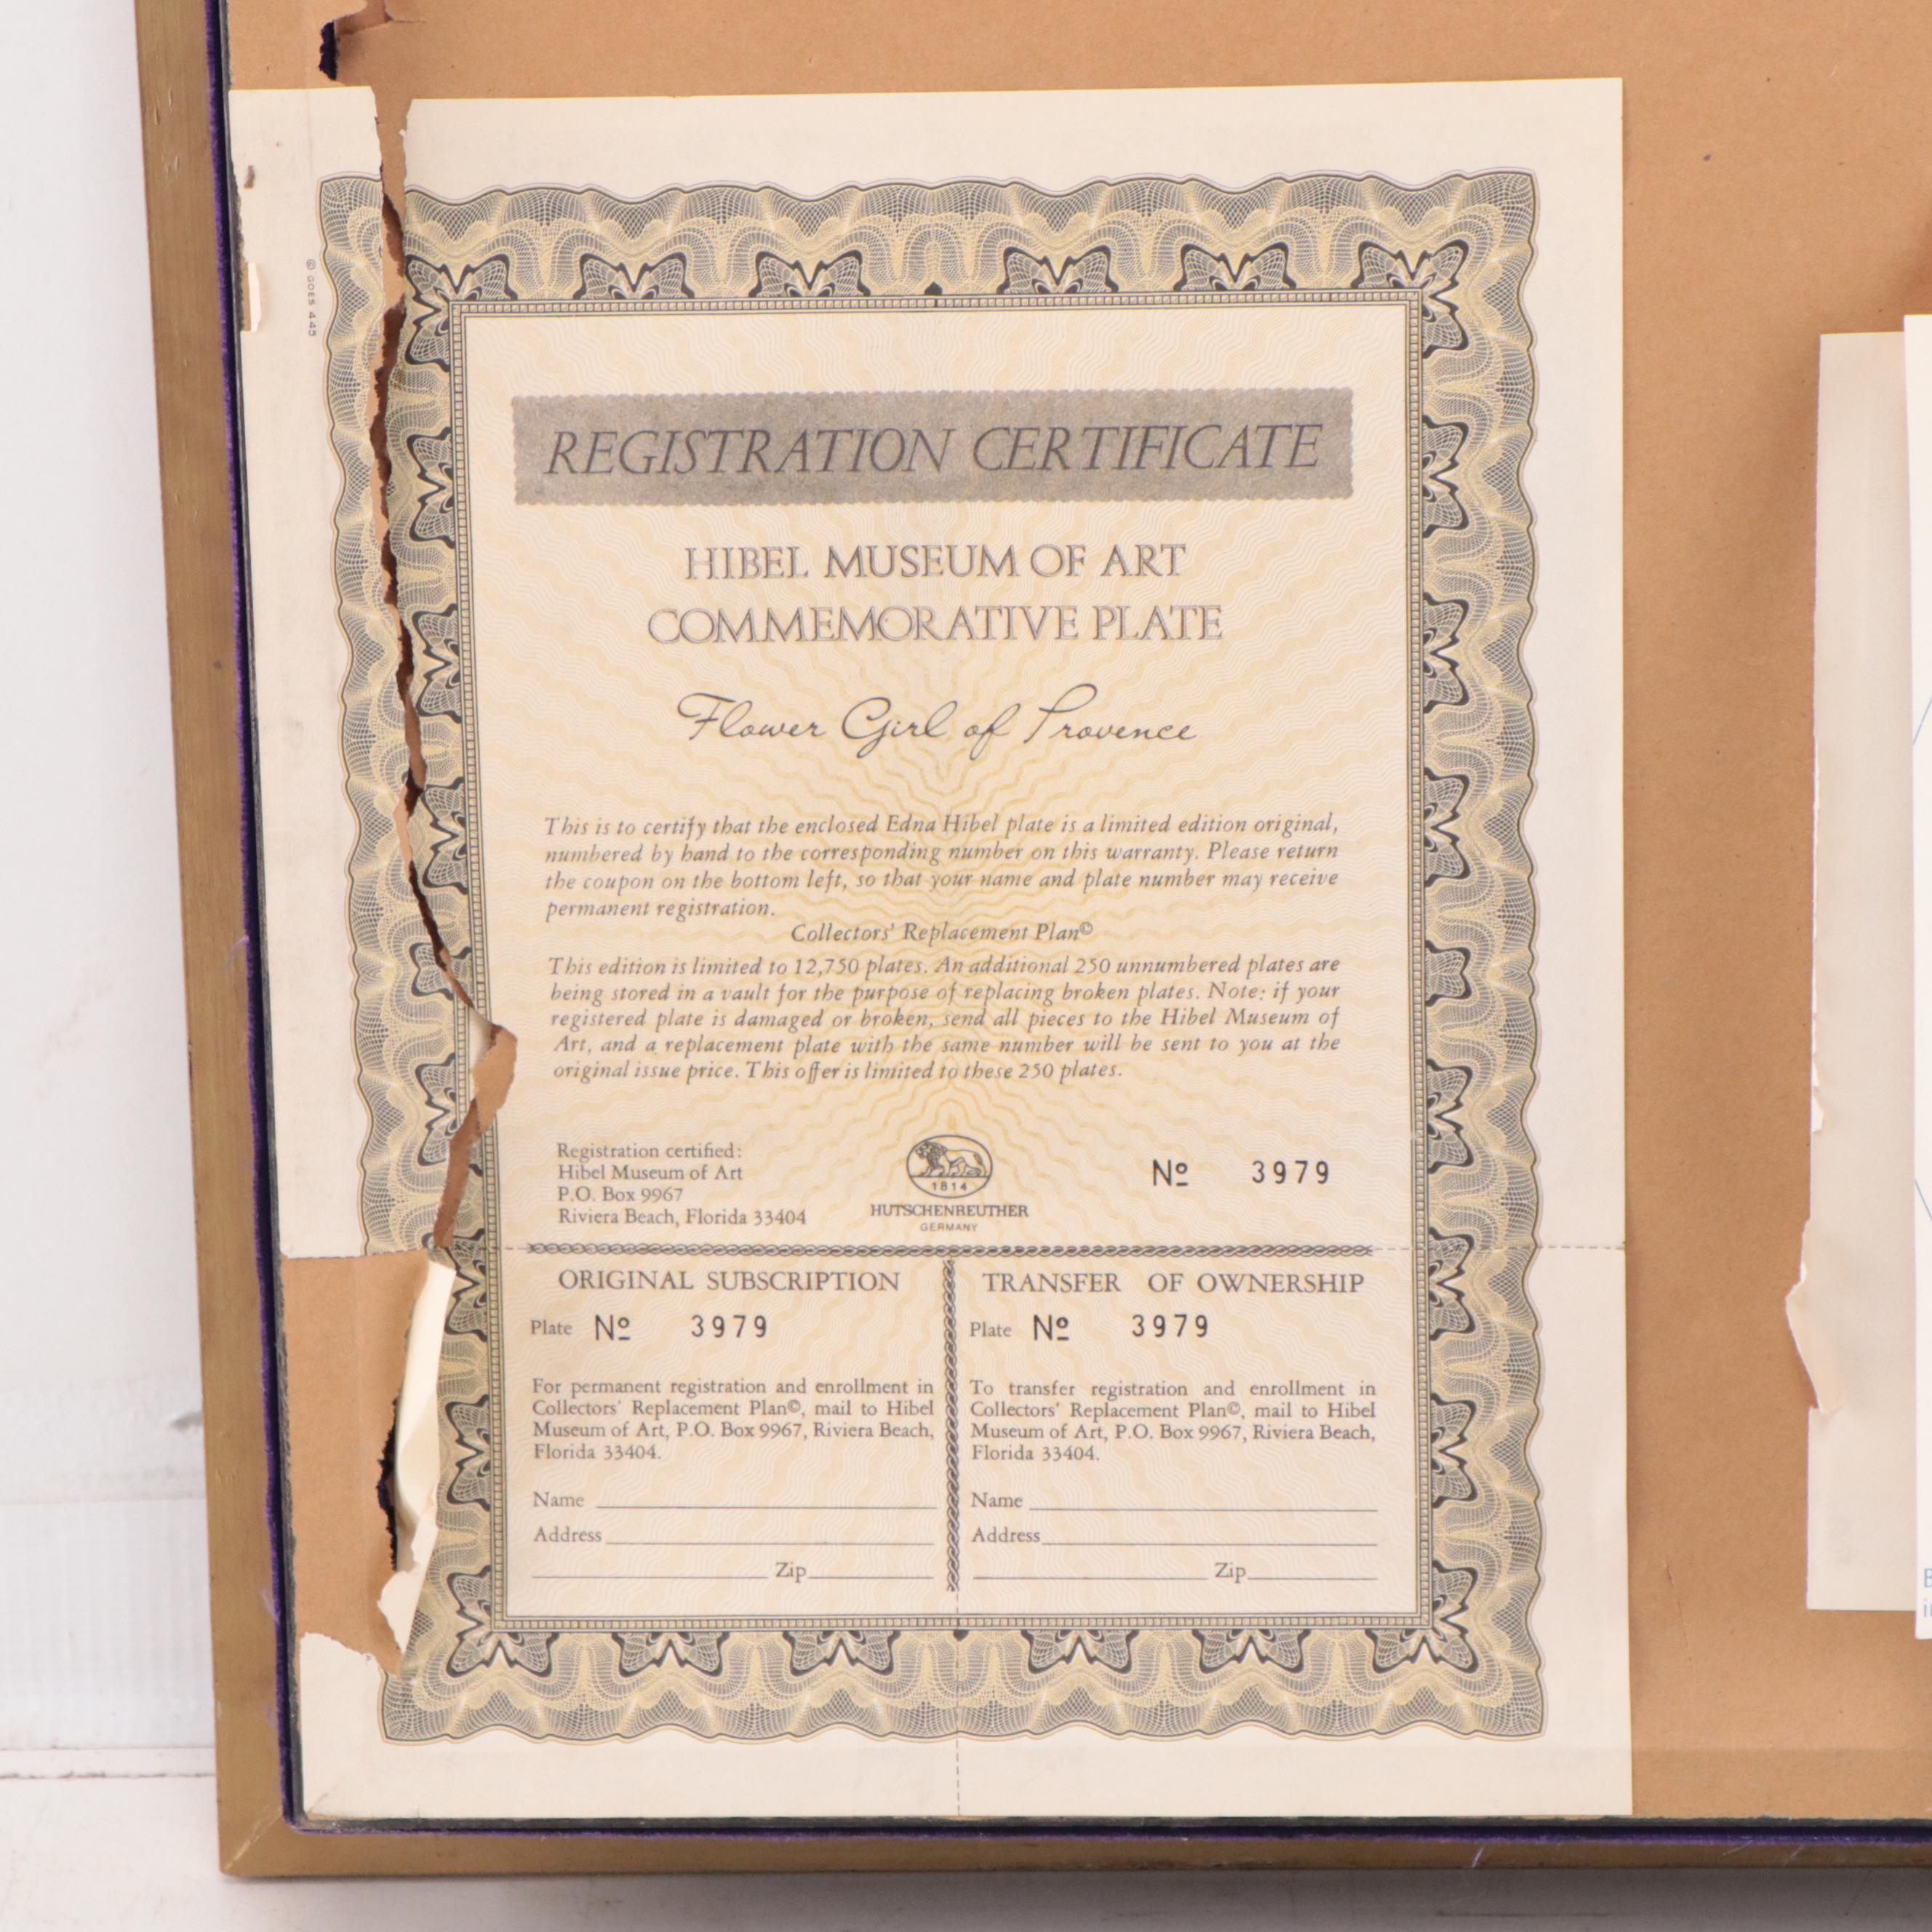 © GOES 445
REGISTRATION CERTIFICATE
HIBEL MUSEUM OF ART
COMMEMORATIVE PLATE
Flower Girl of Provence
This is to certify that the enclosed Edna Hibel plate is a limited edition original,
numbered by hand to the corresponding number on this warranty. Please return
the coupon on the bottom left, so that your name and plate number may receive
permanent registration.
Collectors' Replacement Plan©
This edition is limited to 12,750 plates. An additional 250 unnumbered plates are
being stored in a vault for the purpose of replacing broken plates. Note: if your
registered plate is damaged or broken, send all pieces to the Hibel Museum of
Art, and a replacement plate with the same number will be sent to you at the
original issue price. This offer is limited to these 250 plates.
Registration certified:
Hibel Museum of Art
P.O. Box 9967
Riviera Beach, Florida 33404
1814
HUTSCHENREUTHER
GERMANY
Nº 3979
ORIGINAL SUBSCRIPTION
Plate Nº 3979
For permanent registration and enrollment in
Collectors' Replacement Plan©, mail to Hibel
Museum of Art, P.O. Box 9967, Riviera Beach,
Florida 33404.
Name
Address
Zip
TRANSFER OF OWNERSHIP
Plate Nº 3979
To transfer registration and enrollment in
Collectors' Replacement Plan©, mail to Hibel
Museum of Art, P.O. Box 9967, Riviera Beach,
Florida 33404.
Name
Address
Zip